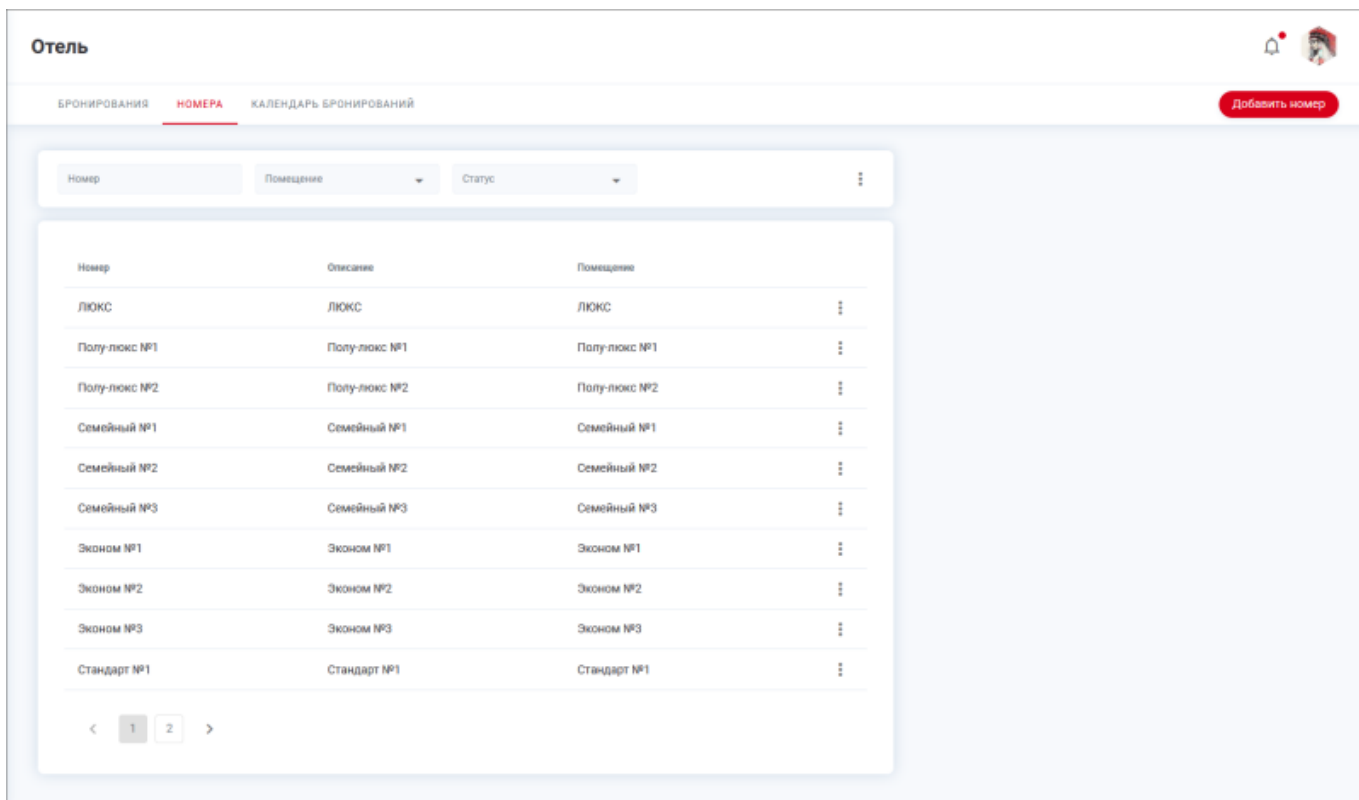 Отель
БРОНИРОВАНИЯ НОМЕРА КАЛЕНДАРЬ БРОНИРОВАНИЙ Добавить номер
Номер Помещение Статус
Номер Описание Помещение
ЛЮКС ЛЮКС ЛЮКС
Полу-люкс №1 Полу-люкс №1 Полу-люкс №1
Полу-люкс №2 Полу-люкс №2 Полу-люкс №2
Семейный №1 Семейный №1 Семейный №1
Семейный №2 Семейный №2 Семейный №2
Семейный №3 Семейный №3 Семейный №3
Эконом №1 Эконом №1 Эконом №1
Эконом №2 Эконом №2 Эконом №2
Эконом №3 Эконом №3 Эконом №3
Стандарт №1 Стандарт №1 Стандарт №1
< 1 2 >